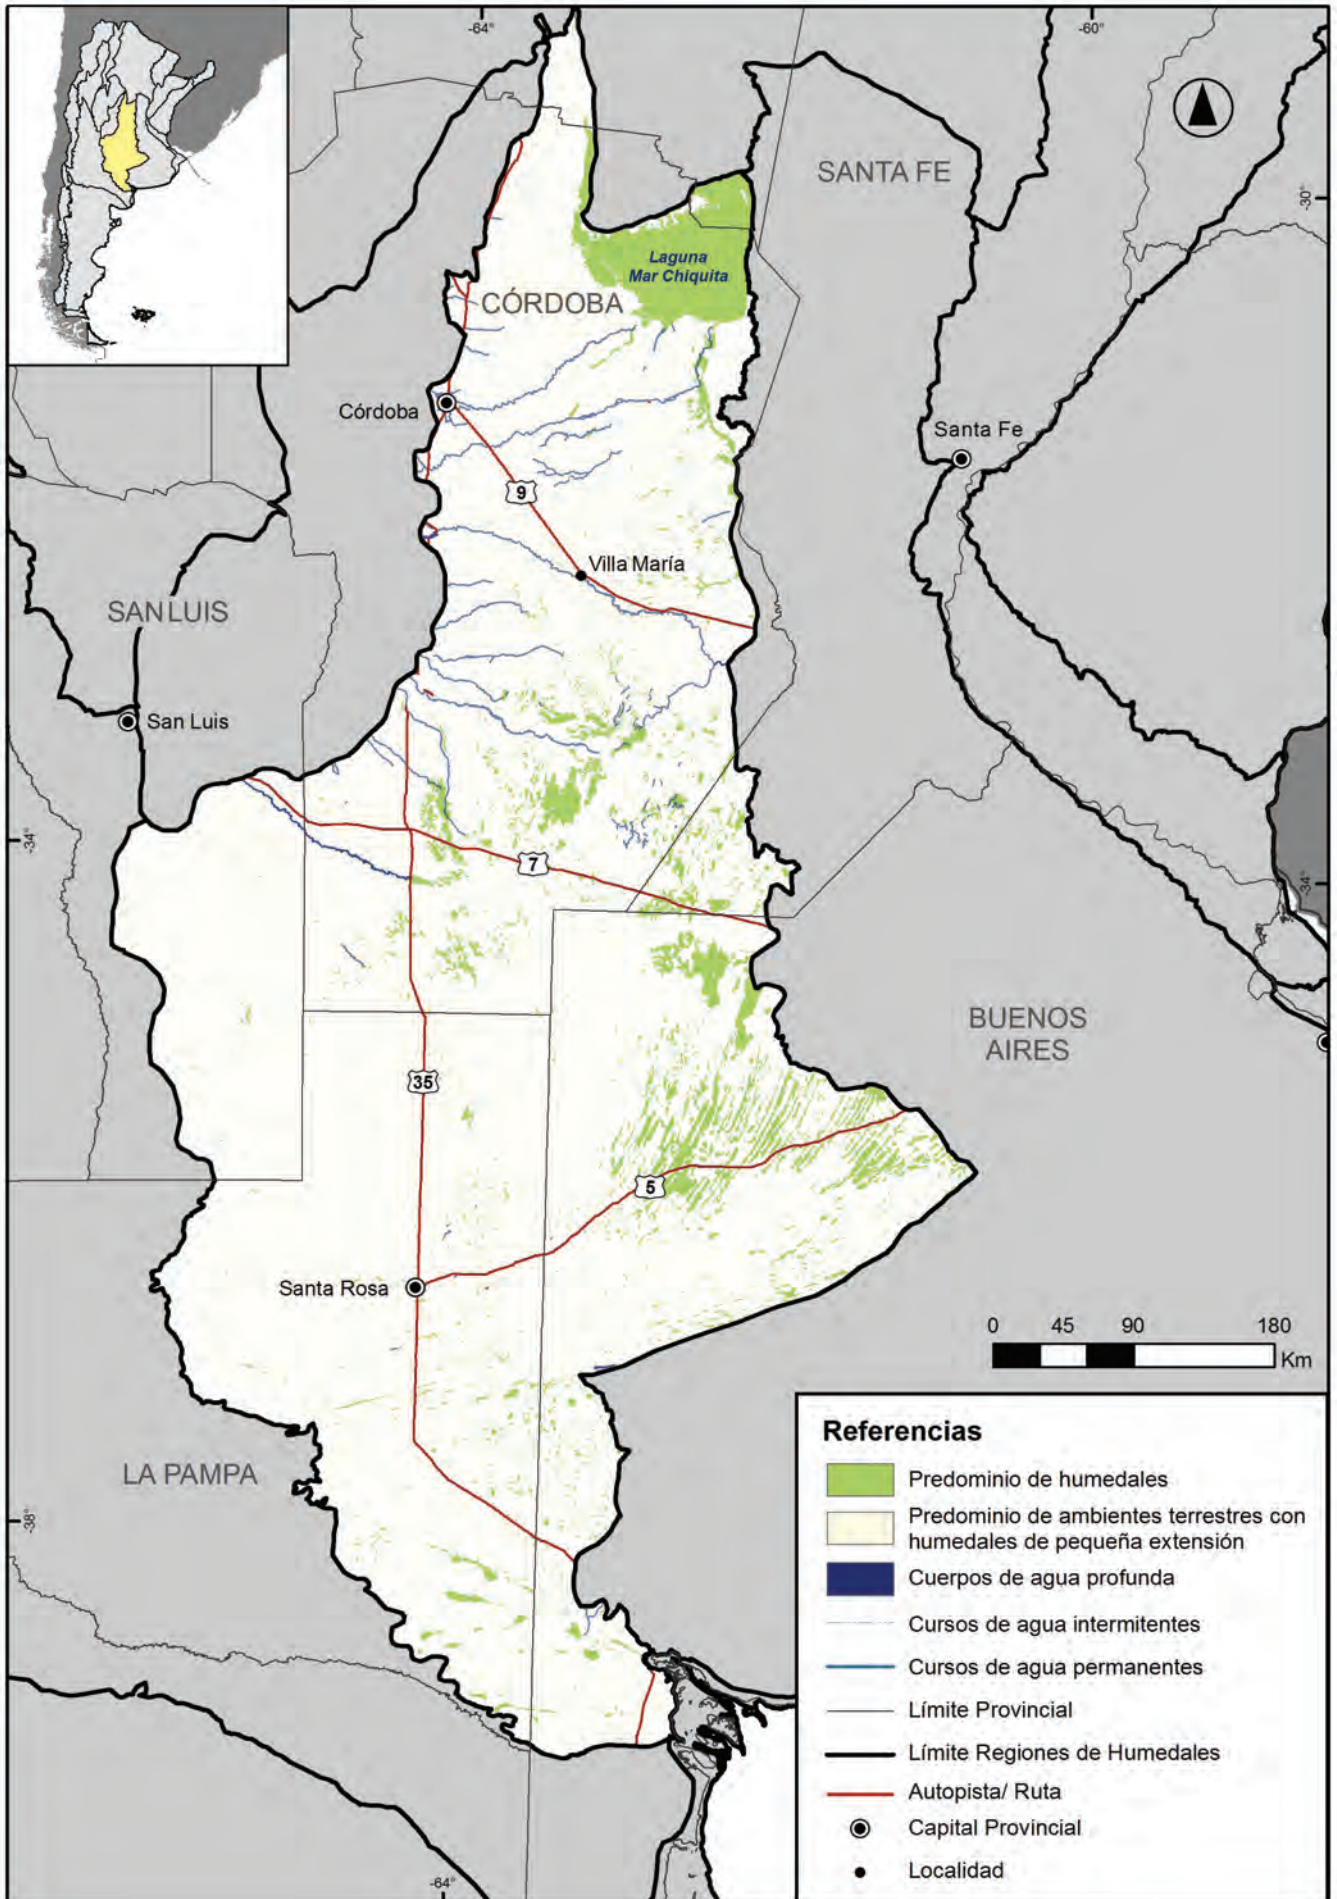 -64°
-60°
SANTA FE
-30°
Laguna
Mar Chiquita
CÓRDOBA
Córdoba
Santa Fe
9
Villa María
SAN LUIS
San Luis
-34°
7
-34°
BUENOS
AIRES
35
5
Santa Rosa
0 45 90 180
Km
LA PAMPA
-38°
Referencias
Predominio de humedales
Predominio de ambientes terrestres con
humedales de pequeña extensión
Cuerpos de agua profunda
Cursos de agua intermitentes
Cursos de agua permanentes
Límite Provincial
Límite Regiones de Humedales
Autopista/ Ruta
Capital Provincial
Localidad
-64°